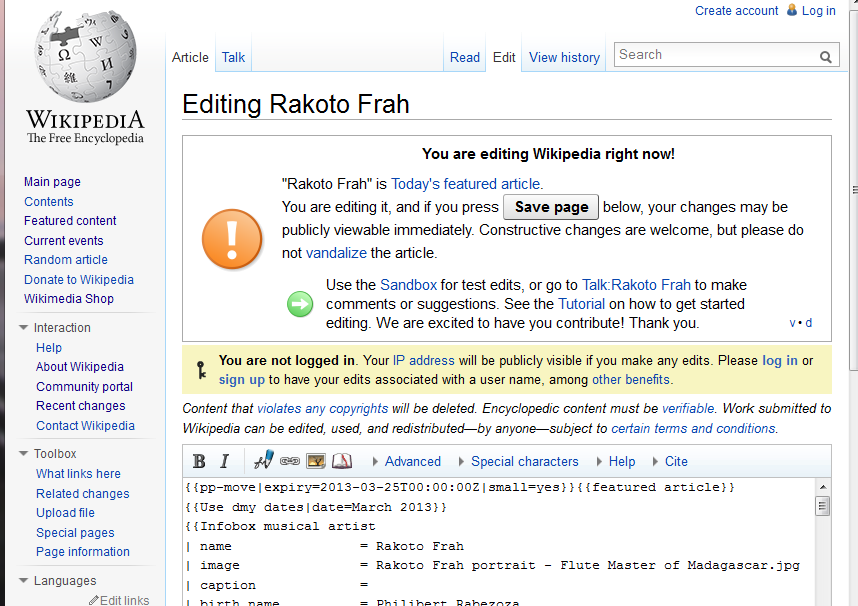 Create account Log in
Article Talk Read Edit View history Search
WIKIPEDIA
The Free Encyclopedia
Main page
Contents
Featured content
Current events
Random article
Donate to Wikipedia
Wikimedia Shop
Interaction
Help
About Wikipedia
Community portal
Recent changes
Contact Wikipedia
Toolbox
What links here
Related changes
Upload file
Special pages
Page information
Languages
Edit links
Editing Rakoto Frah
You are editing Wikipedia right now!
"Rakoto Frah" is Today's featured article.
You are editing it, and if you press Save page below, your changes may be
publicly viewable immediately. Constructive changes are welcome, but please do
not vandalize the article.
Use the Sandbox for test edits, or go to Talk:Rakoto Frah to make
comments or suggestions. See the Tutorial on how to get started
editing. We are excited to have you contribute! Thank you.
v • d
You are not logged in. Your IP address will be publicly visible if you make any edits. Please log in or
sign up to have your edits associated with a user name, among other benefits.
Content that violates any copyrights will be deleted. Encyclopedic content must be verifiable. Work submitted to
Wikipedia can be edited, used, and redistributed—by anyone—subject to certain terms and conditions.
B I Advanced Special characters Help Cite
{{pp-move|expiry=2013-03-25T00:00:00Z|small=yes}}{{featured article}}
{{Use dmy dates|date=March 2013}}
{{Infobox musical artist
| name = Rakoto Frah
| image = Rakoto Frah portrait - Flute Master of Madagascar.jpg
| caption =
| birth_name = Philibert Rabezoza